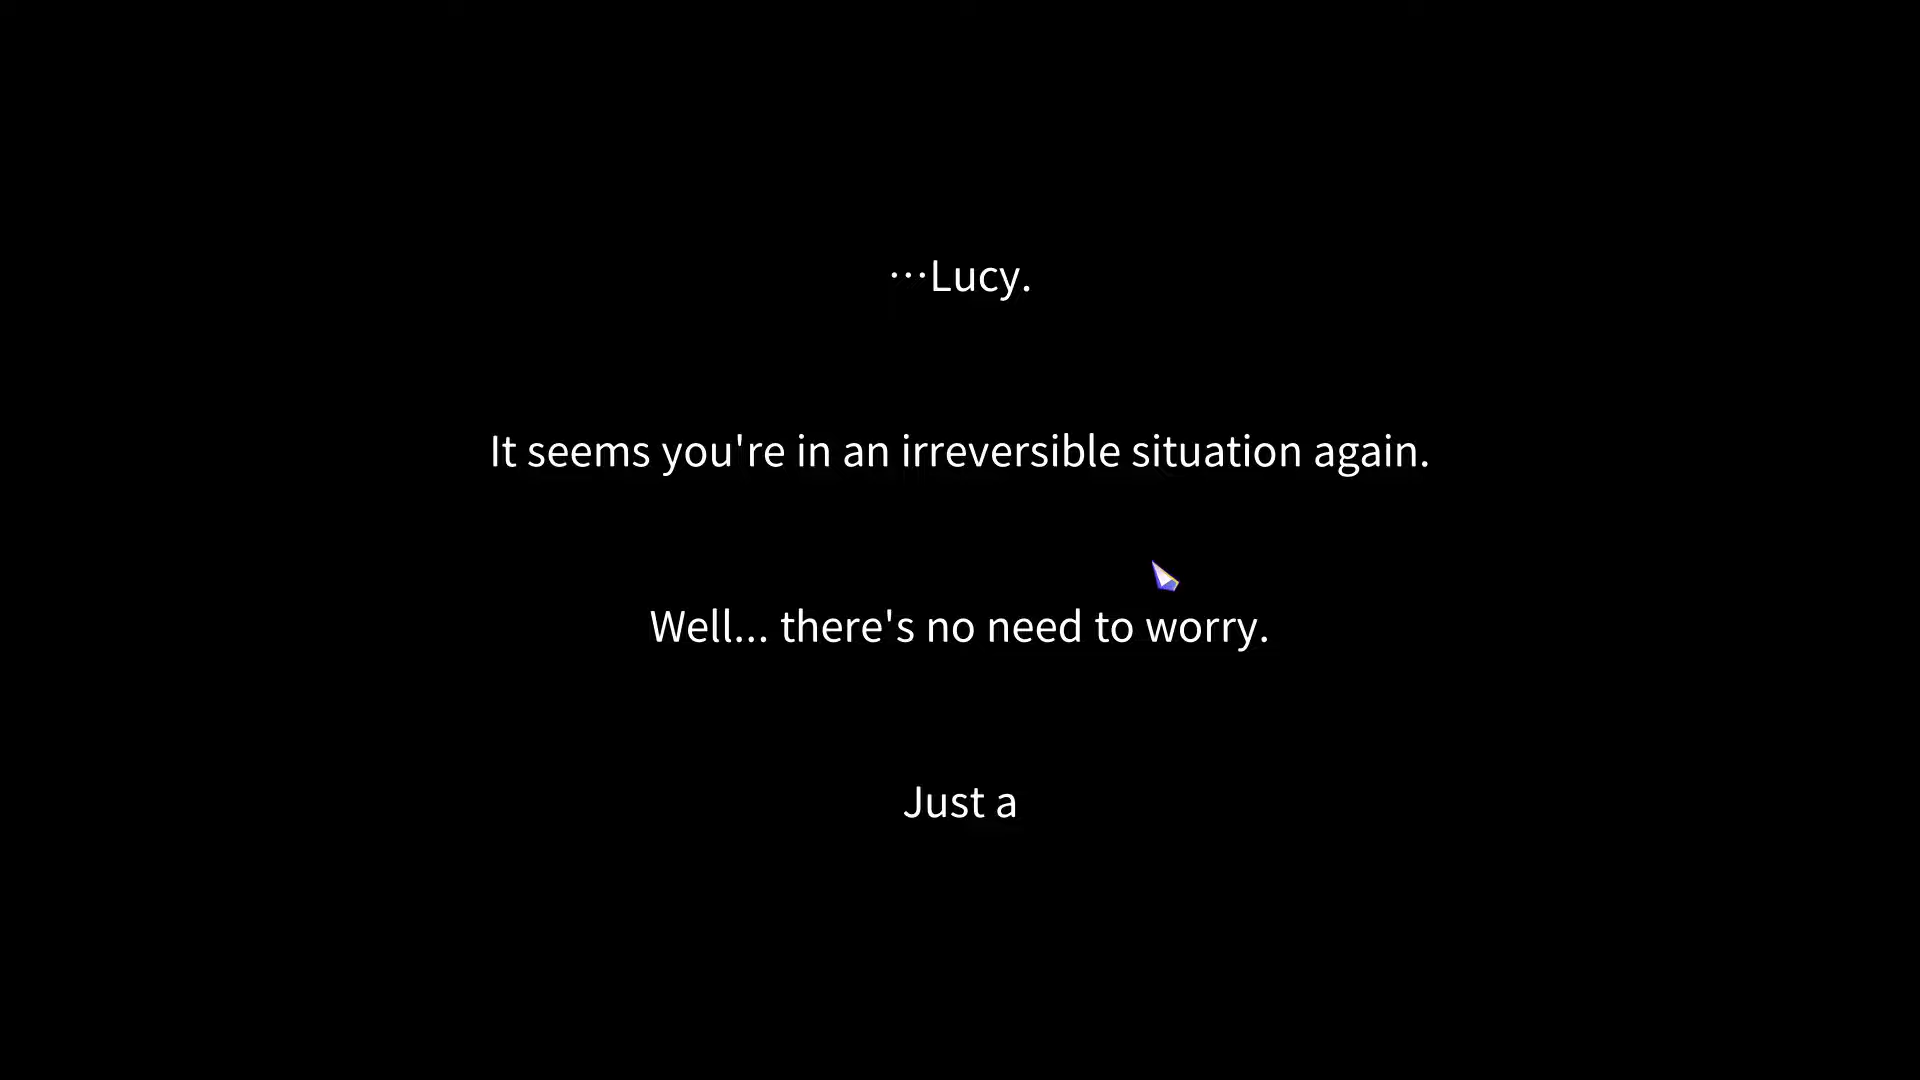 …Lucy.
It seems you're in an irreversible situation again.
Well... there's no need to worry.
Just a